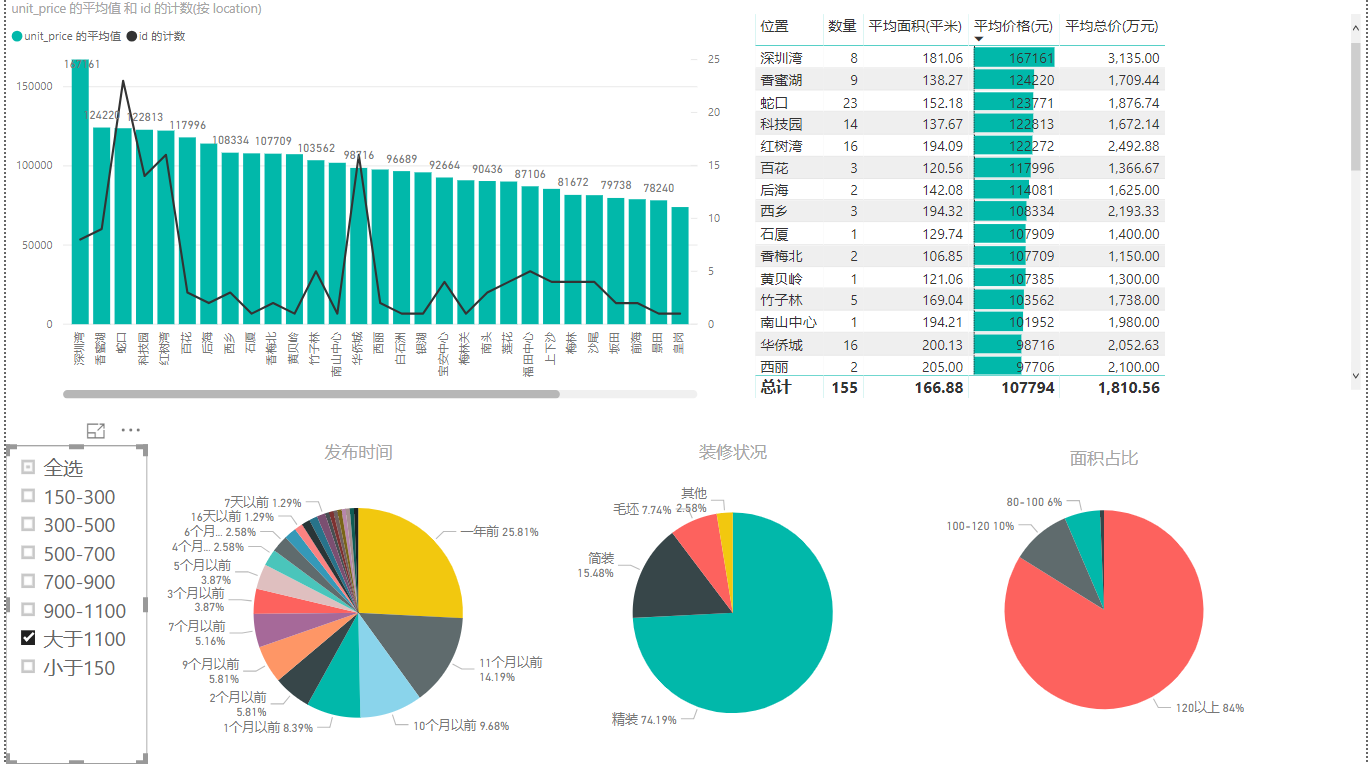 unit_price 的平均值 和 id 的计数(按 location)
unit_price 的平均值 id 的计数
150000
100000
50000
0
25
20
15
10
5
0
167161
124220
122813
117996
108334
107709
103562
98716
96689
92664
90436
87106
81672
79738
78240
深圳湾
香蜜湖
蛇口
科技园
红树湾
百花
后海
西乡
石厦
香梅北
黄贝岭
竹子林
南山中心
华侨城
西丽
白石洲
银湖
宝安中心
梅林关
南头
莲花
福田中心
上下沙
梅林
沙尾
坂田
前海
景田
皇岗
位置 数量 平均面积(平米) 平均价格(元) 平均总价(万元)
深圳湾 8 181.06 167161 3,135.00
香蜜湖 9 138.27 124220 1,709.44
蛇口 23 152.18 123771 1,876.74
科技园 14 137.67 122813 1,672.14
红树湾 16 194.09 122272 2,492.88
百花 3 120.56 117996 1,366.67
后海 2 142.08 114081 1,625.00
西乡 3 194.32 108334 2,193.33
石厦 1 129.74 107909 1,400.00
香梅北 2 106.85 107709 1,150.00
黄贝岭 1 121.06 107385 1,300.00
竹子林 5 169.04 103562 1,738.00
南山中心 1 194.21 101952 1,980.00
华侨城 16 200.13 98716 2,052.63
西丽 2 205.00 97706 2,100.00
总计 155 166.88 107794 1,810.56
全选
150-300
300-500
500-700
700-900
900-1100
大于1100
小于150
发布时间
7天以前 1.29%
16天以前 1.29%
6个月... 2.58%
4个月... 2.58%
5个月以前
3.87%
3个月以前
3.87%
7个月以前
5.16%
9个月以前
5.81%
2个月以前
5.81%
1个月以前 8.39%
10个月以前 9.68%
11个月以前
14.19%
一年前 25.81%
装修状况
其他
2.58%
毛坯 7.74%
简装
15.48%
精装 74.19%
面积占比
80-100 6%
100-120 10%
120以上 84%